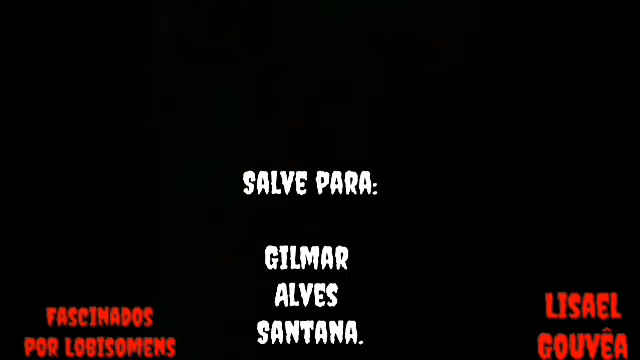 SALVE PARA:
GILMAR
ALVES
SANTANA.
FASCINADOS
POR LOBISOMENS
LISAEL
GOUVÊA